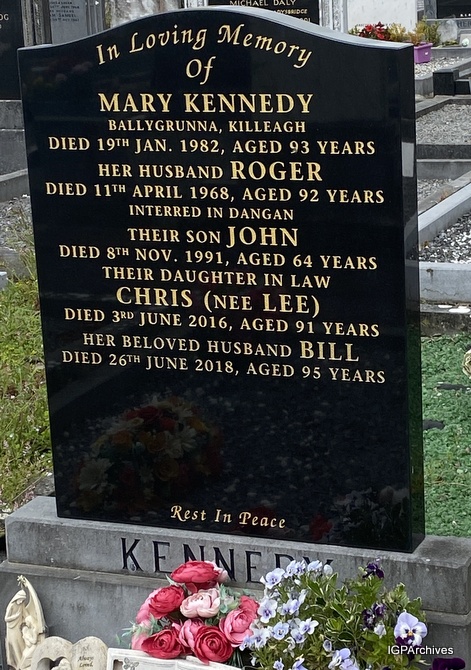 MICHAEL DALY
In Loving Memory
Of
MARY KENNEDY
BALLYGRUNNA, KILLEAGH
DIED 19TH JAN. 1982, AGED 93 YEARS
HER HUSBAND ROGER
DIED 11TH APRIL 1968, AGED 92 YEARS
INTERRED IN DANGAN
THEIR SON JOHN
DIED 8TH NOV. 1991, AGED 64 YEARS
THEIR DAUGHTER IN LAW
CHRIS (NEE LEE)
DIED 3RD JUNE 2016, AGED 91 YEARS
HER BELOVED HUSBAND BILL
DIED 26TH JUNE 2018, AGED 95 YEARS
Rest In Peace
KENNEDY
Always
Loved
IGPArchives